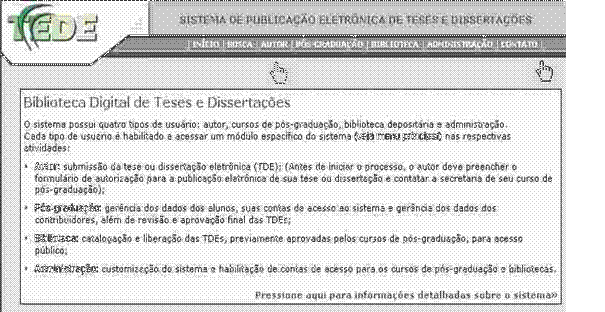 TEDE
SISTEMA DE PUBLICAÇÃO ELETRÔNICA DE TESES E DISSERTAÇÕES
| INÍCIO | BUSCA | AUTOR | PÓS-GRADUAÇÃO | BIBLIOTECA | ADMINISTRAÇÃO | CONTATO |
Biblioteca Digital de Teses e Dissertações
O sistema possui quatro tipos de usuário: autor, cursos de pós-graduação, biblioteca depositária e administração.
Cada tipo de usuário é habilitado a acessar um módulo específico do sistema (veja menu principal) nas respectivas
atividades:
• Autor: submissão da tese ou dissertação eletrônica (TDE); (Antes de iniciar o processo, o autor deve preencher o
formulário de autorização para a publicação eletrônica de sua tese ou dissertação e contatar a secretaria de seu curso de
pós-graduação);
• Pós-graduação: gerência dos dados dos alunos, suas contas de acesso ao sistema e gerência dos dados dos
contribuidores, além de revisão e aprovação final das TDEs;
• Biblioteca: catalogação e liberação das TDEs, previamente aprovadas pelos cursos de pós-graduação, para acesso
público;
• Administração: customização do sistema e habilitação de contas de acesso para os cursos de pós-graduação e bibliotecas.
Pressione aqui para informações detalhadas sobre o sistema»